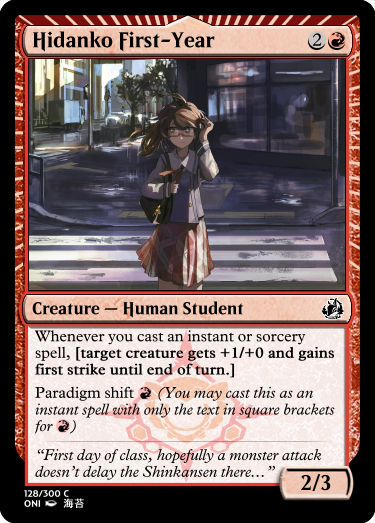 Hidanko First-Year 2
Creature — Human Student
Whenever you cast an instant or sorcery
spell, [target creature gets +1/+0 and gains
first strike until end of turn.]
Paradigm shift (You may cast this as
an instant spell with only the text in square brackets
for )
“First day of class, hopefully a monster attack
doesn’t delay the Shinkansen there…”
2/3
128/300 C
ONI 海苔